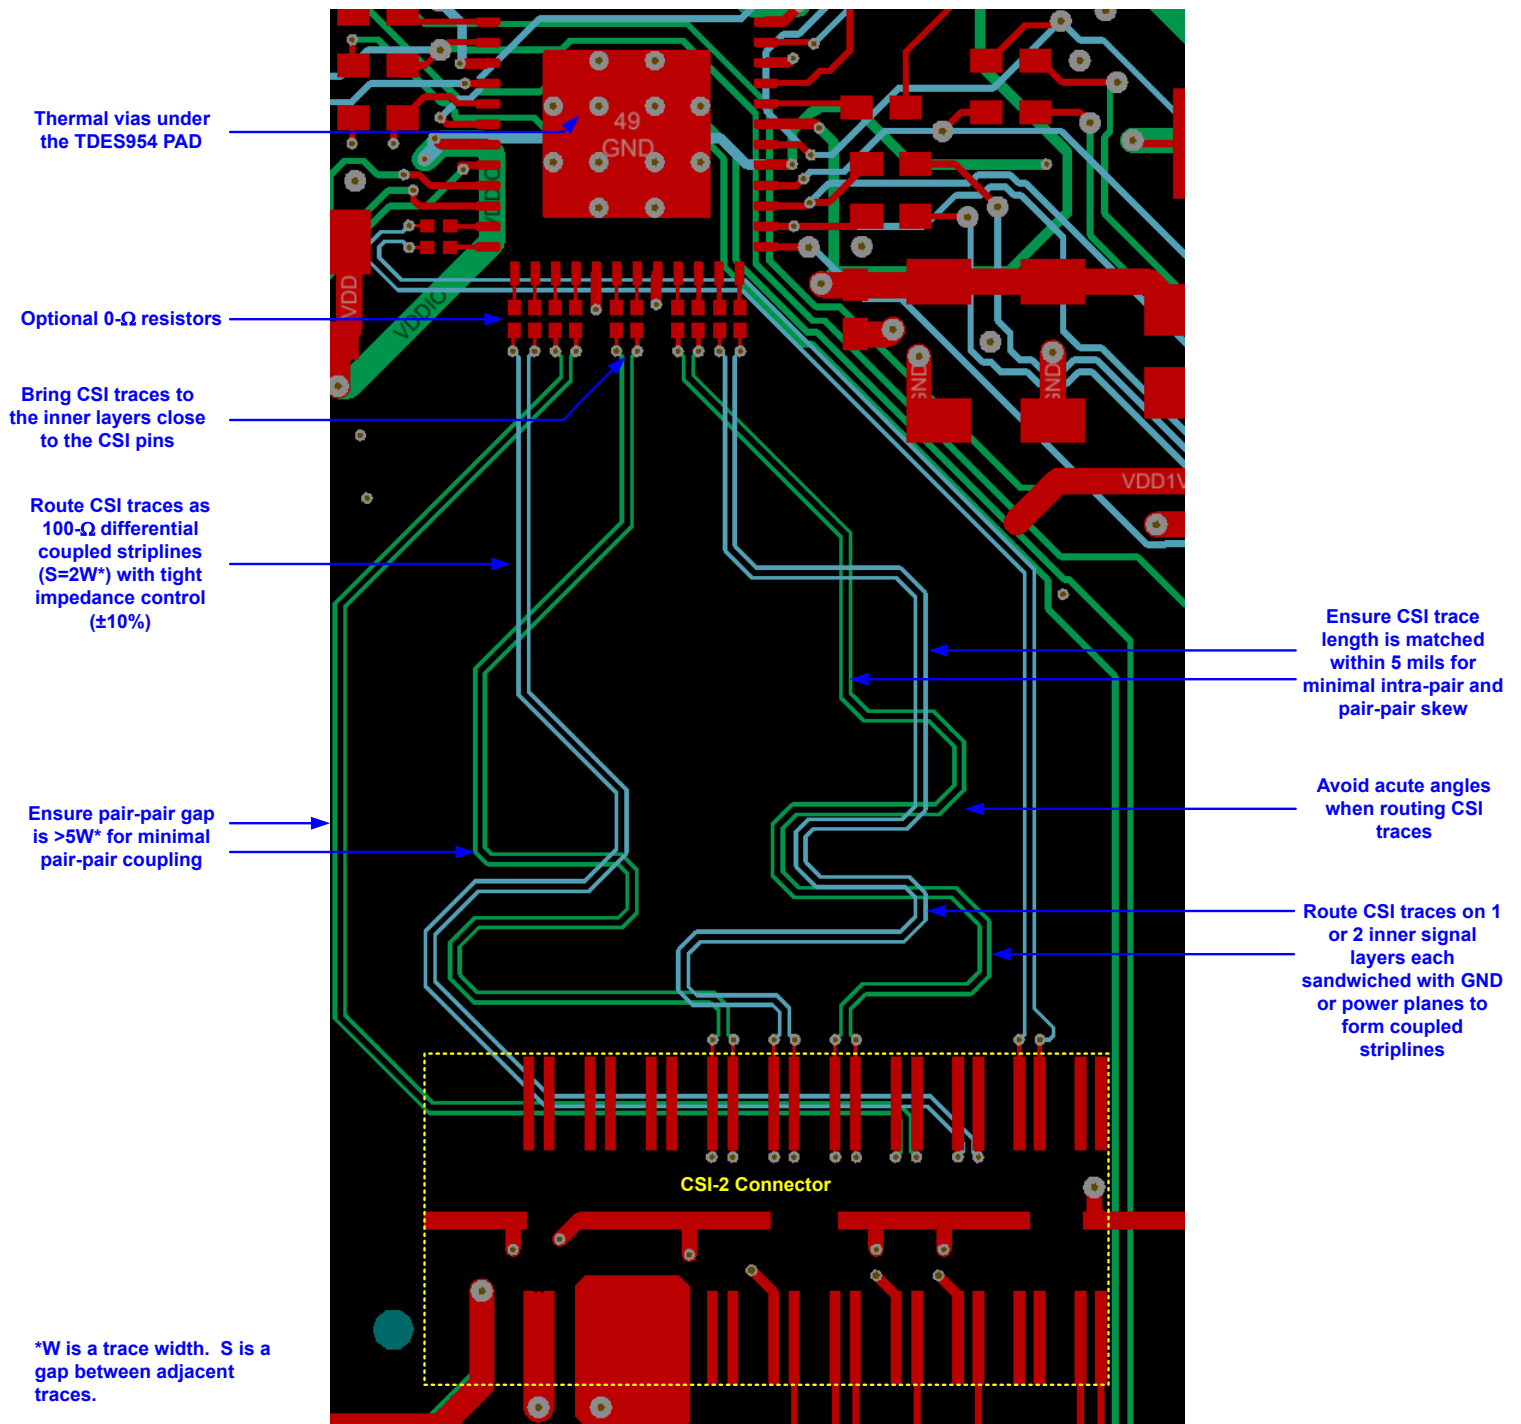 Thermal vias under
the TDES954 PAD
Optional 0-Ω resistors
Bring CSI traces to
the inner layers close
to the CSI pins
Route CSI traces as
100-Ω differential
coupled striplines
(S=2W*) with tight
impedance control
(±10%)
Ensure pair-pair gap
is >5W* for minimal
pair-pair coupling
*W is a trace width. S is a
gap between adjacent
traces.
49
GND
VDDIO
VDD
VDDIO
GND
GND
VDD1V
CSI-2 Connector
Ensure CSI trace
length is matched
within 5 mils for
minimal intra-pair and
pair-pair skew
Avoid acute angles
when routing CSI
traces
Route CSI traces on 1
or 2 inner signal
layers each
sandwiched with GND
or power planes to
form coupled
striplines